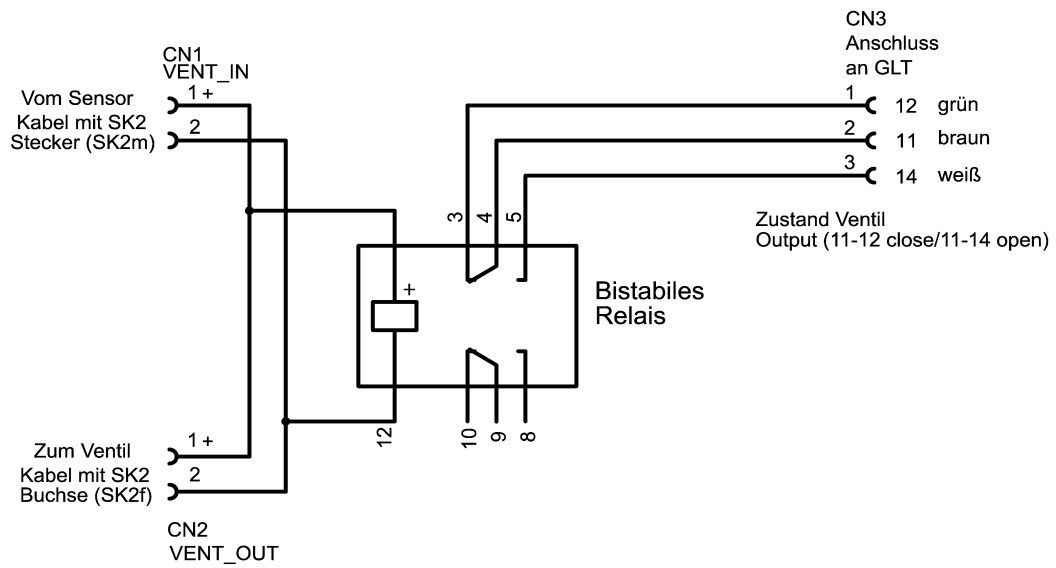 CN1
VENT_IN
Vom Sensor
Kabel mit SK2
Stecker (SK2m)
1 +
2
CN3
Anschluss
an GLT
1 12 grün
2 11 braun
3 14 weiß
Zustand Ventil
Output (11-12 close/11-14 open)
3 4 5
+
Bistabiles
Relais
12 10 9 8
Zum Ventil
Kabel mit SK2
Buchse (SK2f)
1 +
2
CN2
VENT_OUT